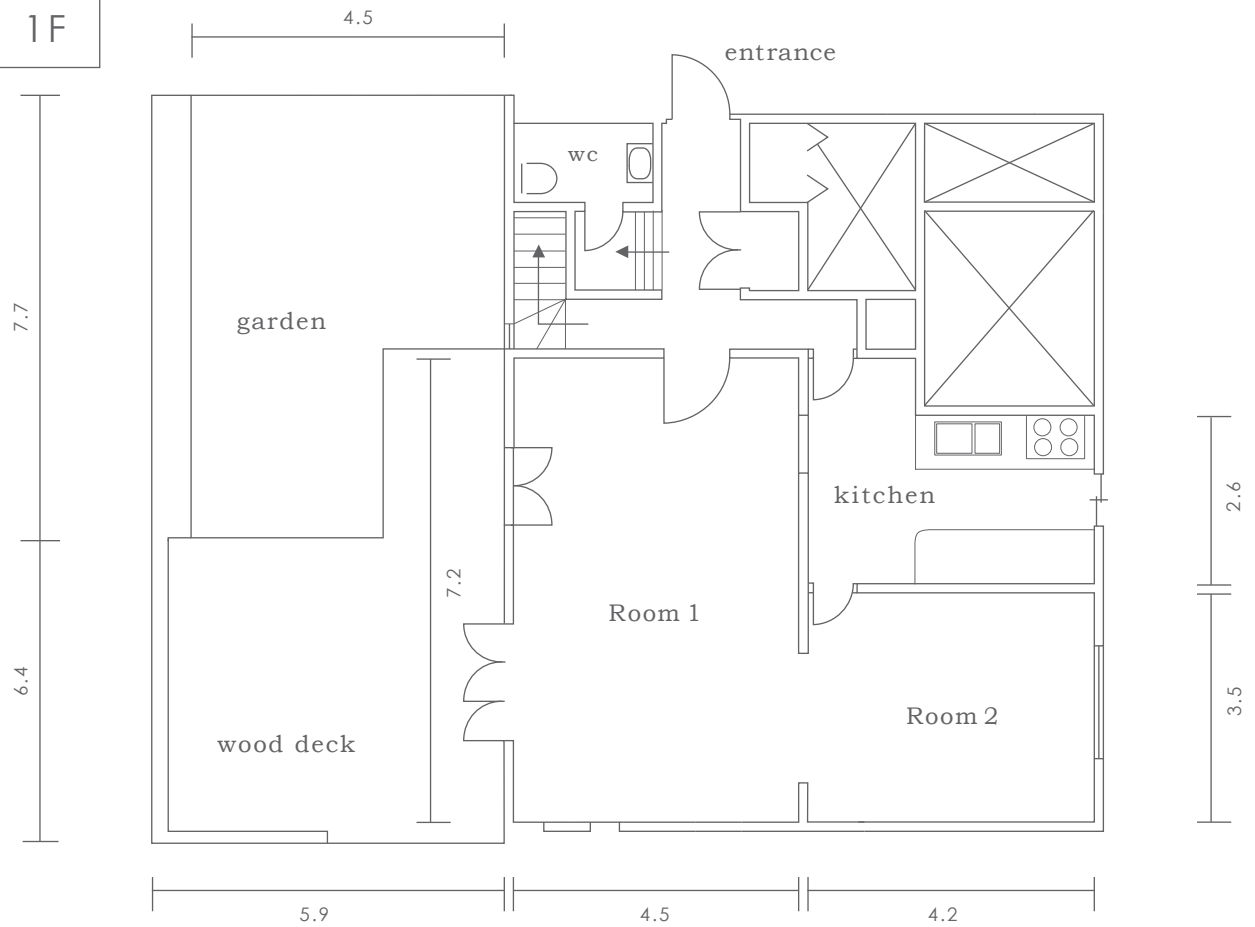 1F
4.5
entrance
wc
7.7
garden
2.6
kitchen
7.2
Room 1
6.4
3.5
Room 2
wood deck
5.9
4.5
4.2